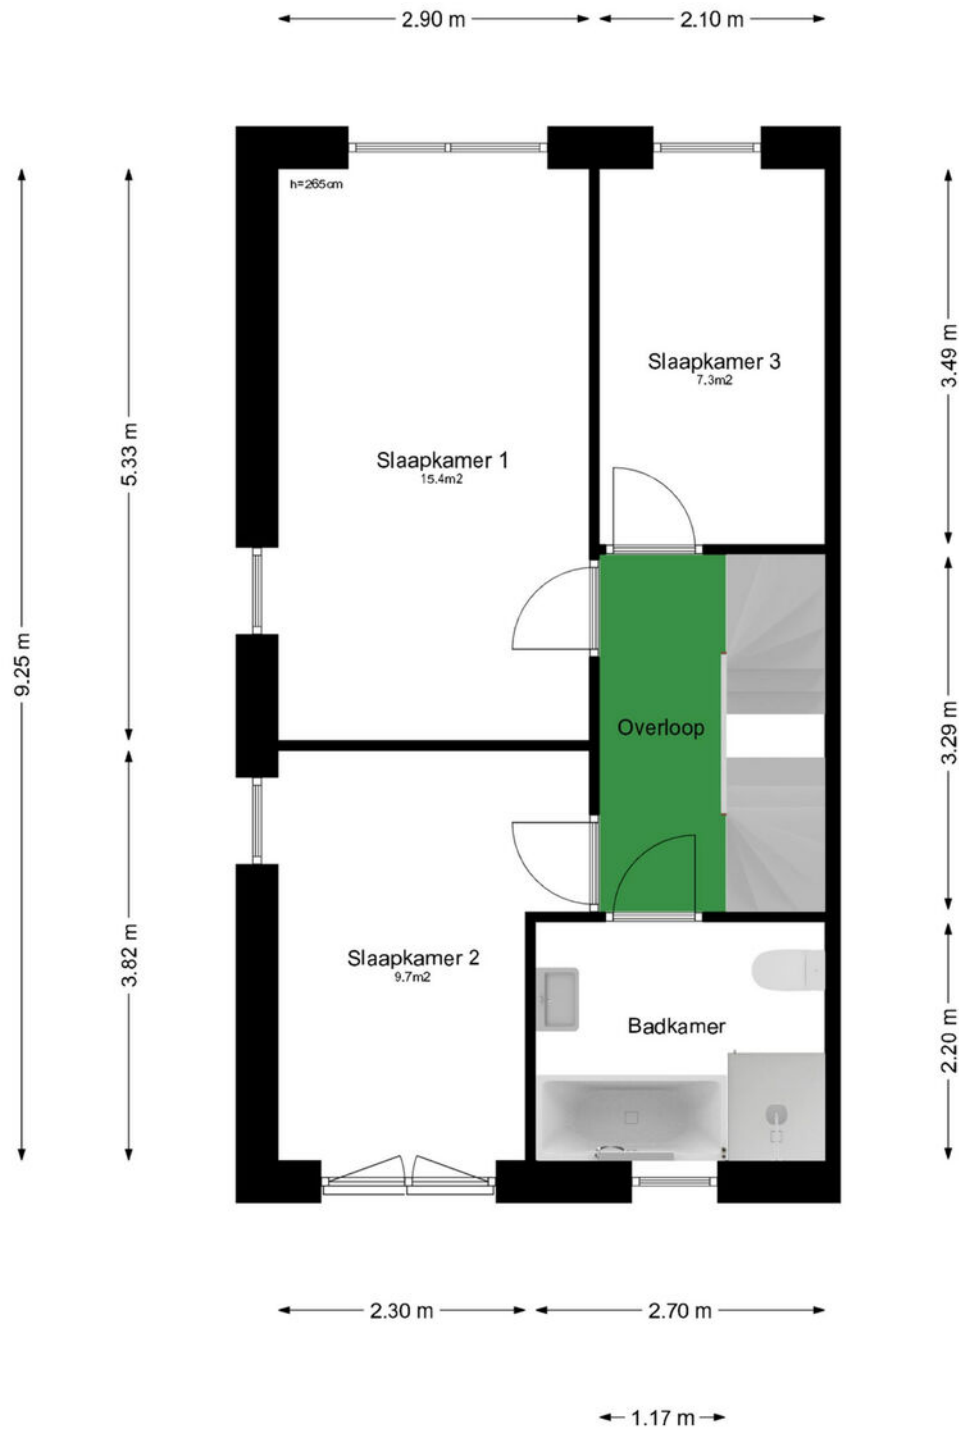 2.90 m
2.10 m
h=265cm
3.49 m
Slaapkamer 3
7.3m2
5.33 m
Slaapkamer 1
15.4m2
9.25 m
Overloop
3.29 m
3.82 m
Slaapkamer 2
9.7m2
Badkamer
2.20 m
2.30 m
2.70 m
1.17 m